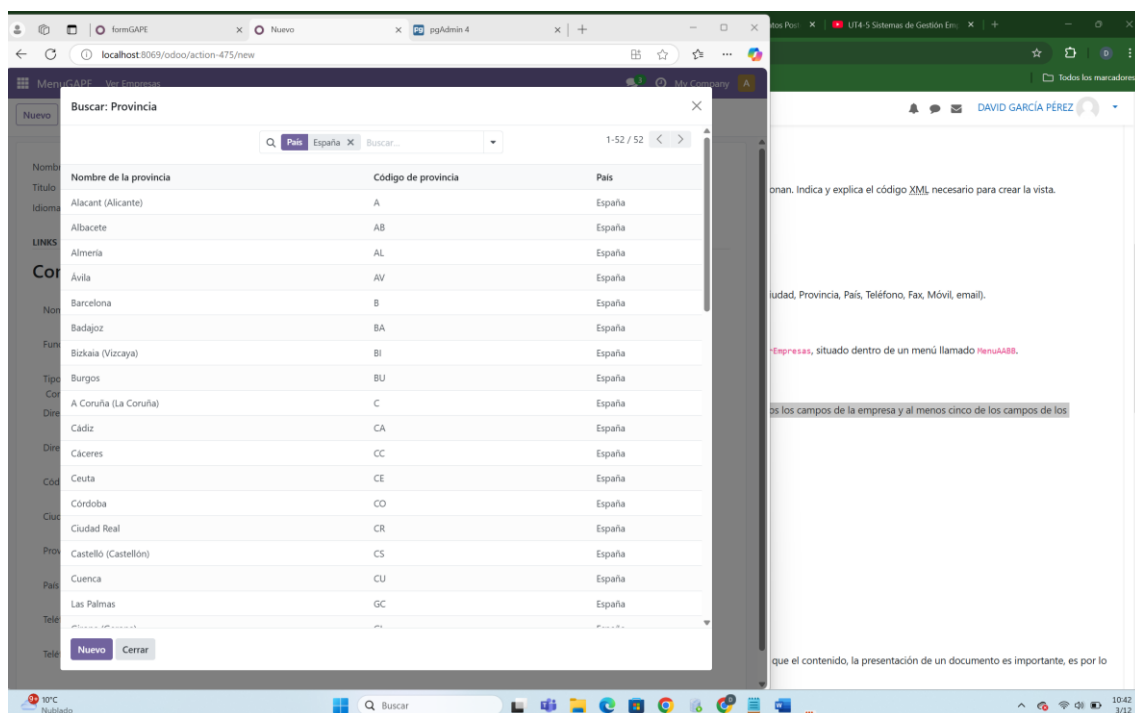 formGAPE
Nuevo
pgAdmin 4
UT4-5 Sistemas de Gestión
localhost:8069/odoo/action-475/new
Todos los marcadores
MenuGAPE Ver Empresas
3
My Company
A
DAVID GARCÍA PÉREZ
Nuevo
Buscar: Provincia
País España Buscar...
1-52 / 52
Nombre de la provincia Código de provincia País
Alacant (Alicante) A España
Albacete AB España
Almería AL España
Ávila AV España
Barcelona B España
Badajoz BA España
Bizkaia (Vizcaya) BI España
Burgos BU España
A Coruña (La Coruña) C España
Cádiz CA España
Cáceres CC España
Ceuta CE España
Córdoba CO España
Ciudad Real CR España
Castelló (Castellón) CS España
Cuenca CU España
Las Palmas GC España
Nuevo Cerrar
Titulo
LINKS
onan. Indica y explica el código XML necesario para crear la vista.
iudad, Provincia, País, Teléfono, Fax, Móvil, email).
Empresas, situado dentro de un menú llamado MenuAABB.
os los campos de la empresa y al menos cinco de los campos de los
que el contenido, la presentación de un documento es importante, es por lo
9+
10°C
Nublado
Buscar
10:42
3/12